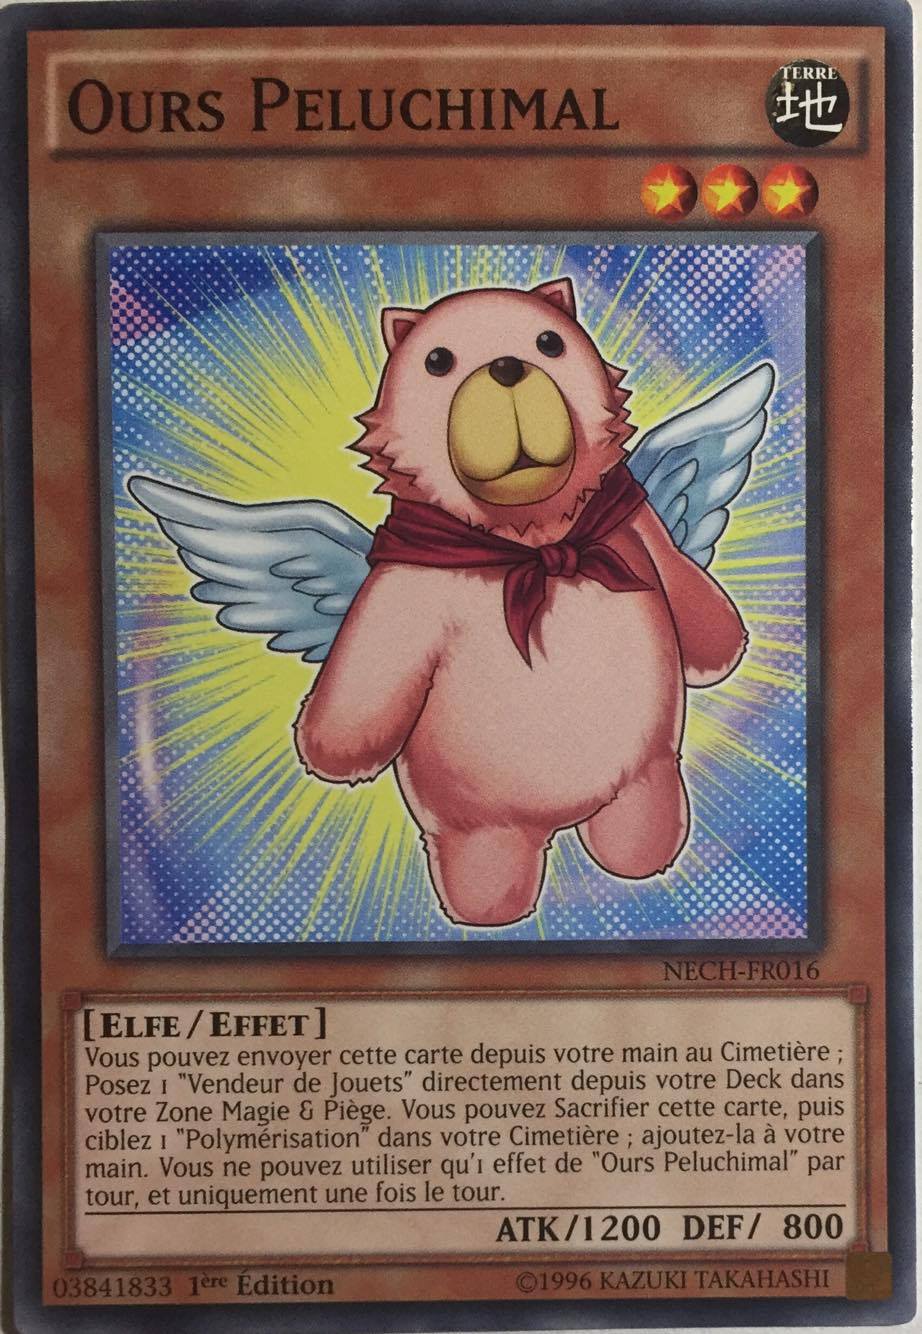 OURS PELUCHIMAL
TERRE
地
NECH-FR016
[ELFE/EFFET]
Vous pouvez envoyer cette carte depuis votre main au Cimetière ;
Posez 1 "Vendeur de Jouets" directement depuis votre Deck dans
votre Zone Magie & Piège. Vous pouvez Sacrifier cette carte, puis
ciblez 1 "Polymérisation" dans votre Cimetière ; ajoutez-la à votre
main. Vous ne pouvez utiliser qu'1 effet de "Ours Peluchimal" par
tour, et uniquement une fois le tour.
ATK/1200 DEF/ 800
03841833 1ère Édition ©1996 KAZUKI TAKAHASHI